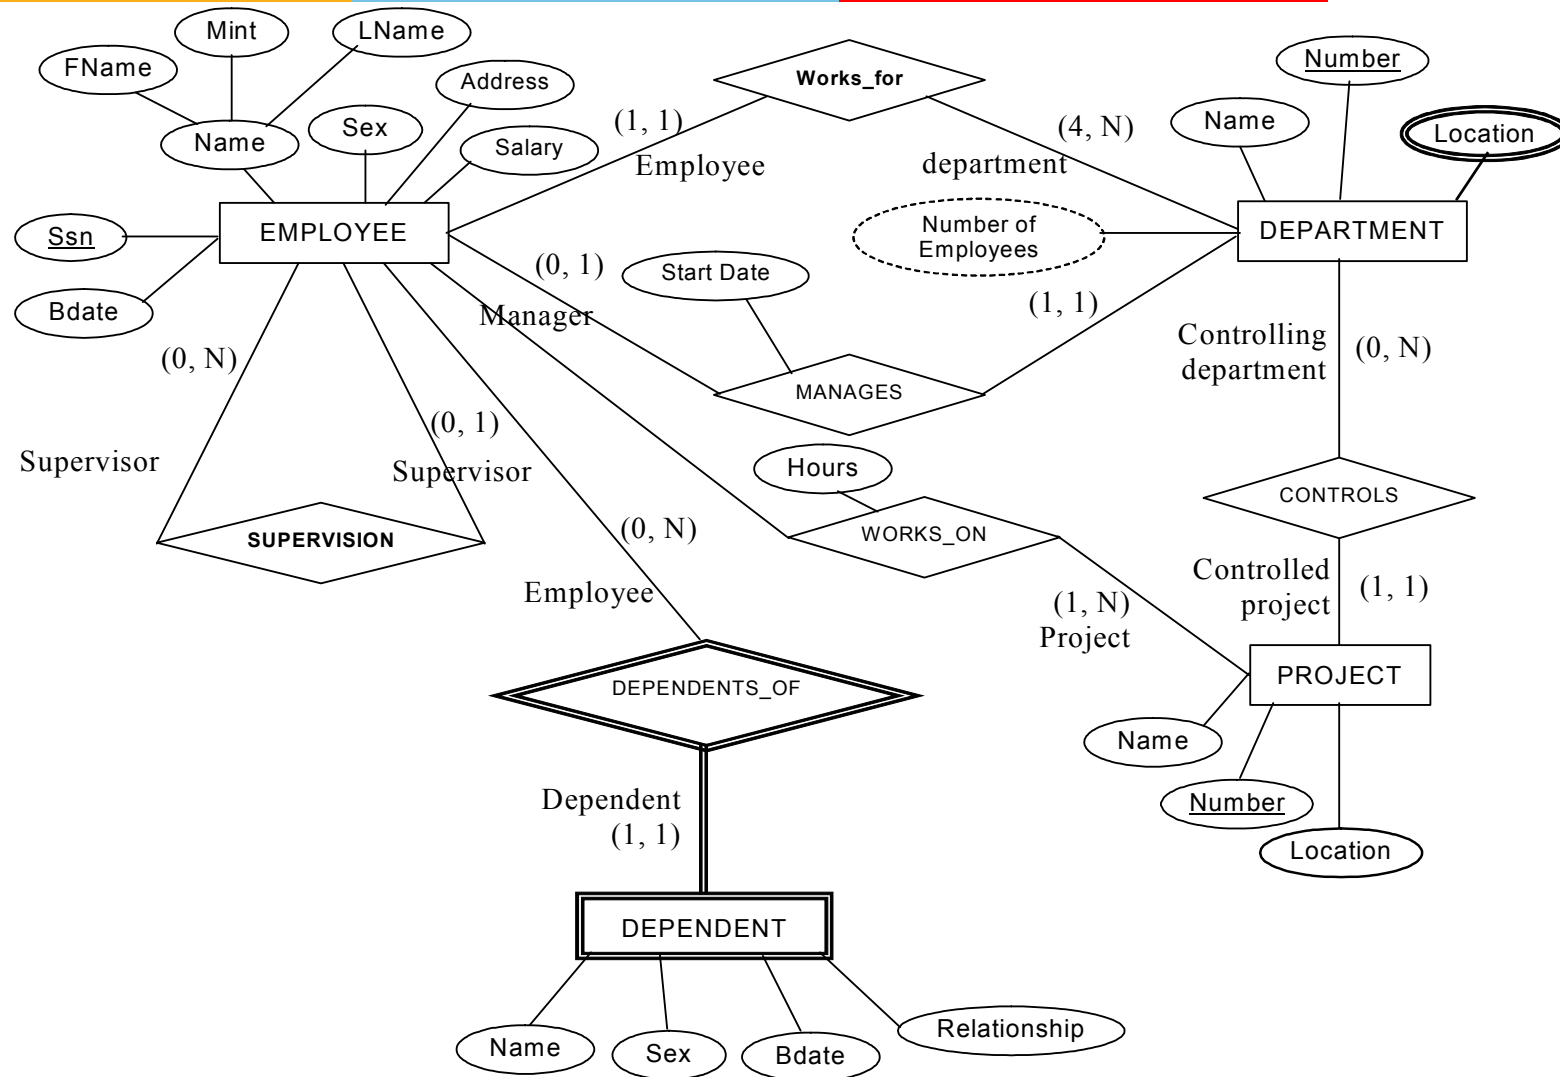 Mint
LName
FName
Address
Name
Sex
Salary
Ssn
EMPLOYEE
Bdate
(1, 1)
Employee
Works_for
(4, N)
department
Number
Name
Location
DEPARTMENT
Number of
Employees
(0, 1)
Manager
Start Date
(1, 1)
MANAGES
Controlling
department
(0, N)
(0, N)
Supervisor
(0, 1)
Supervisor
SUPERVISION
Hours
WORKS_ON
CONTROLS
(0, N)
Employee
(1, N)
Project
Controlled
project
(1, 1)
PROJECT
Name
Number
Location
DEPENDENTS_OF
Dependent
(1, 1)
DEPENDENT
Name
Sex
Bdate
Relationship